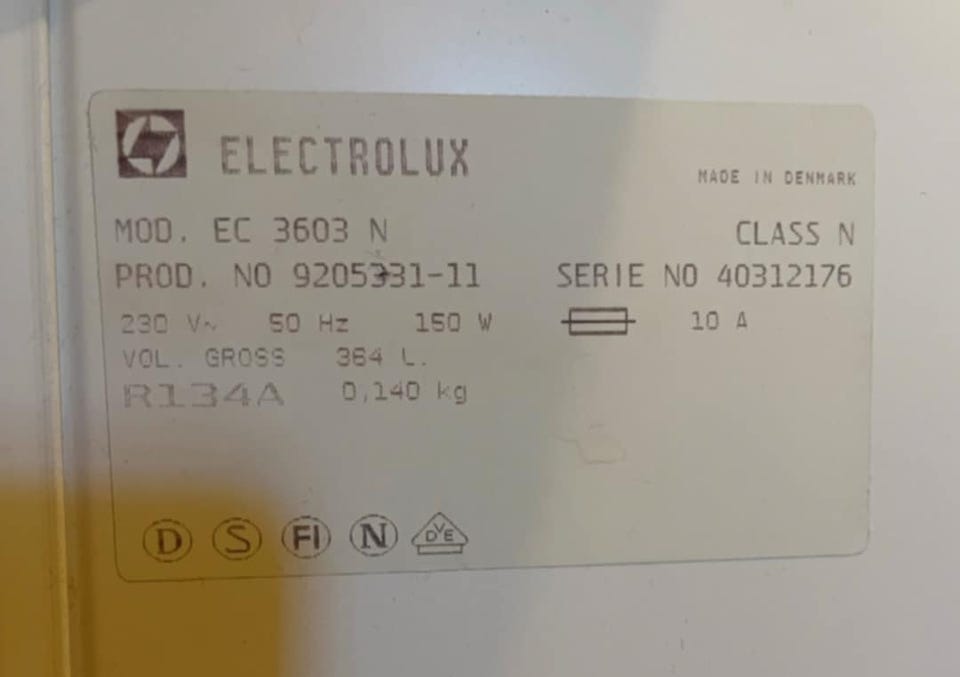 ELECTROLUX
MADE IN DENMARK
MOD. EC 3603 N
CLASS N
PROD. NO 9205331-11
SERIE NO 40312176
230 V~ 50 Hz 150 W 10 A
VOL. GROSS 364 L.
R134A 0,140 kg
D S FI N DVE